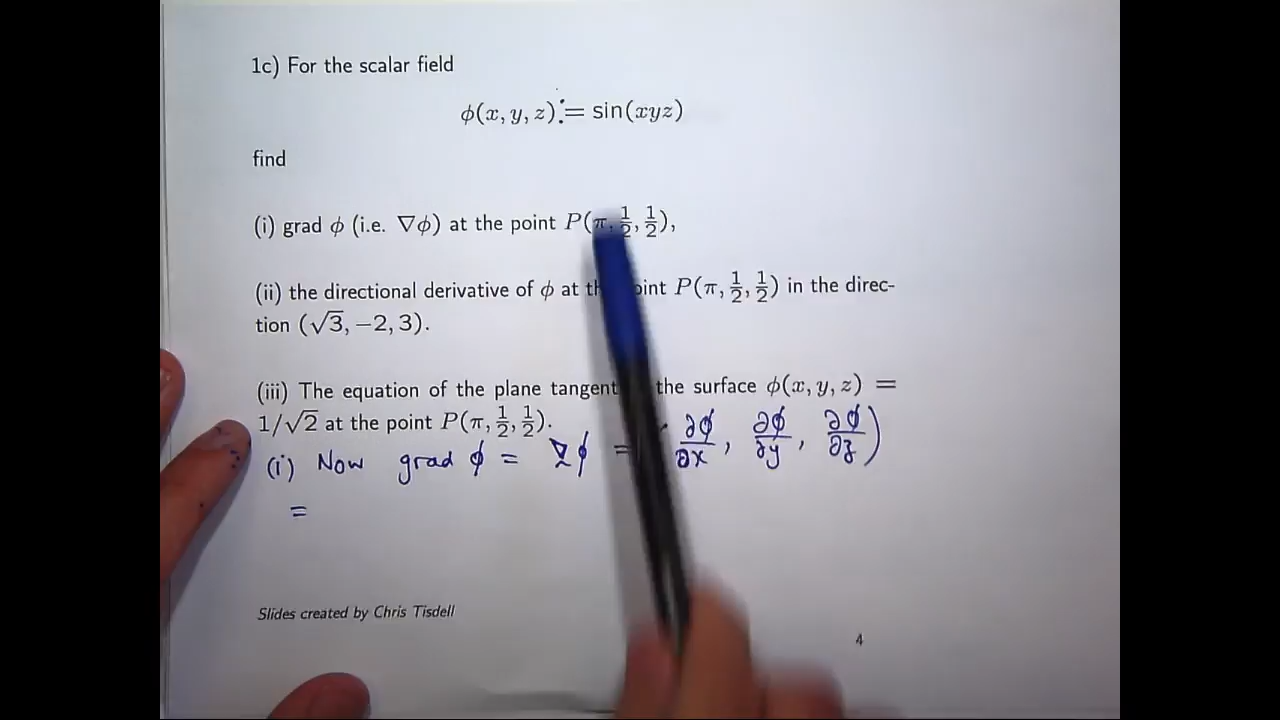 1c) For the scalar field
ϕ(x, y, z) := sin(xyz)
find
(i) grad ϕ (i.e. ∇ϕ) at the point P(π, 1/2, 1/2),
(ii) the directional derivative of ϕ at point P(π, 1/2, 1/2) in the direc-
tion (√3, −2, 3).
(iii) The equation of the plane tangent the surface ϕ(x, y, z) =
1/√2 at the point P(π, 1/2, 1/2).
(i) Now grad ϕ = ∇ϕ = (∂ϕ/∂x, ∂ϕ/∂y, ∂ϕ/∂z)
=
Slides created by Chris Tisdell
4